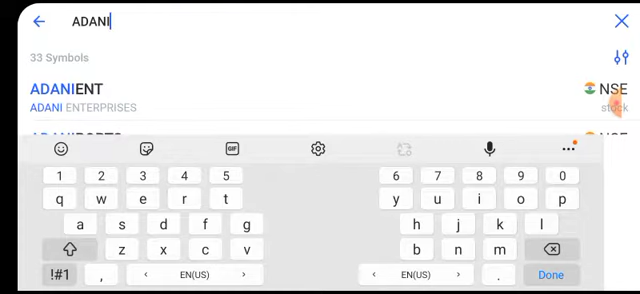 ADANI
33 Symbols
ADANIENT NSE
ADANI ENTERPRISES stock
GIF
1 2 3 4 5 6 7 8 9 0
q w e r t y u i o p
a s d f g h j k l
z x c v b n m
!#1 , < EN(US) > < EN(US) > . Done